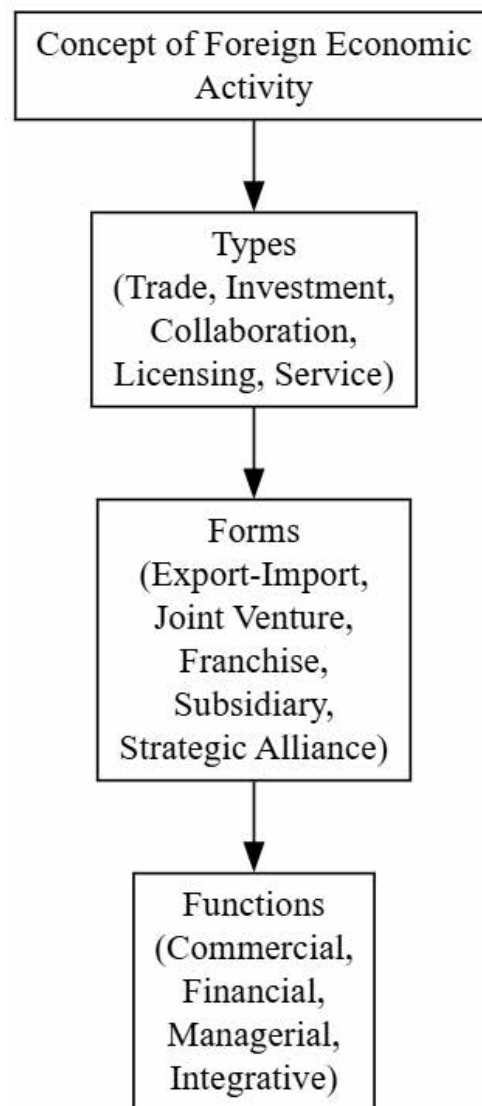 Concept of Foreign Economic
Activity
Types
(Trade, Investment,
Collaboration,
Licensing, Service)
Forms
(Export-Import,
Joint Venture,
Franchise,
Subsidiary,
Strategic Alliance)
Functions
(Commercial,
Financial,
Managerial,
Integrative)